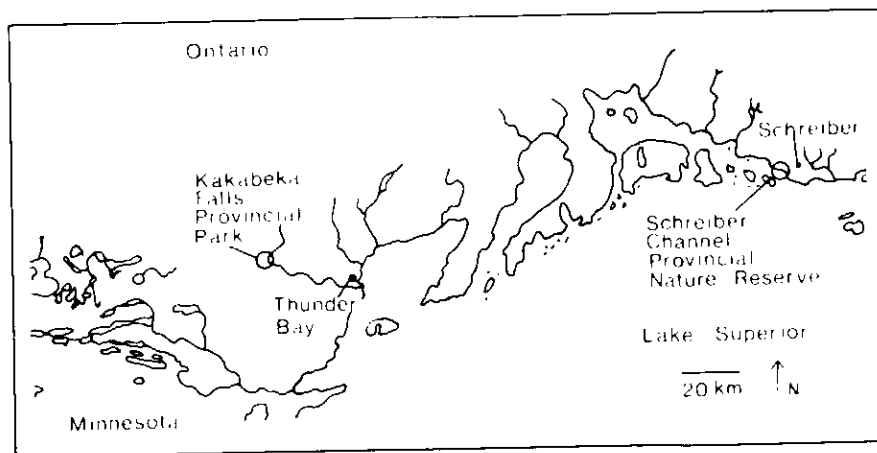 Ontario
Schreiber
Kakabeka
Falls
Provincial
Park
Schreiber
Channel
Provincial
Nature Reserve
Thunder
Bay
Lake Superior
20 km
N
Minnesota